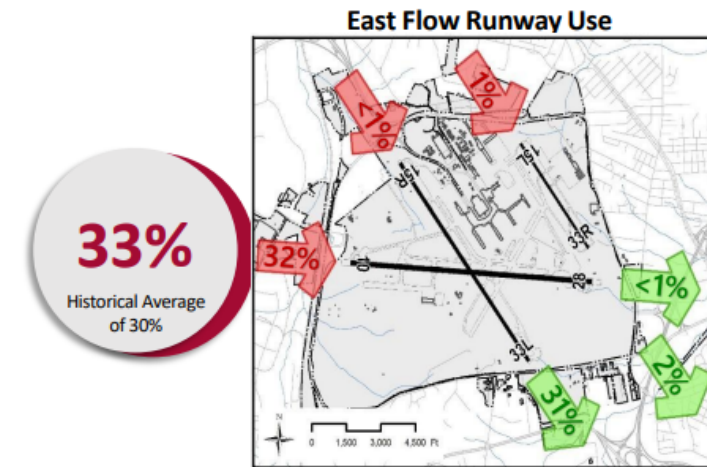 East Flow Runway Use
<1%
1%
15R
15L
33R
33%
Historical Average
of 30%
32%
10
28
<1%
33L
2%
31%
N
0 1,500 3,000 4,500 Ft